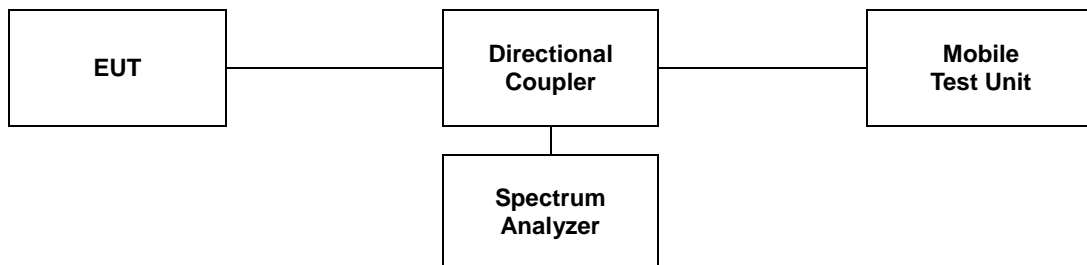 EUT
Directional
Coupler
Mobile
Test Unit
Spectrum
Analyzer